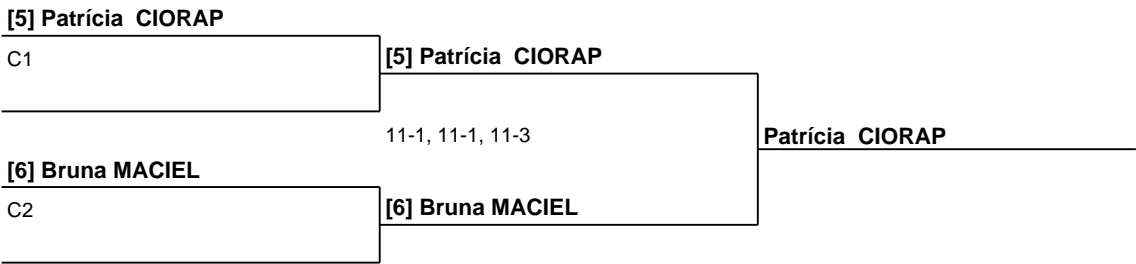 [5] Patrícia  CIORAP
C1
[5] Patrícia  CIORAP
11-1, 11-1, 11-3
Patrícia  CIORAP
[6] Bruna MACIEL
C2
[6] Bruna MACIEL